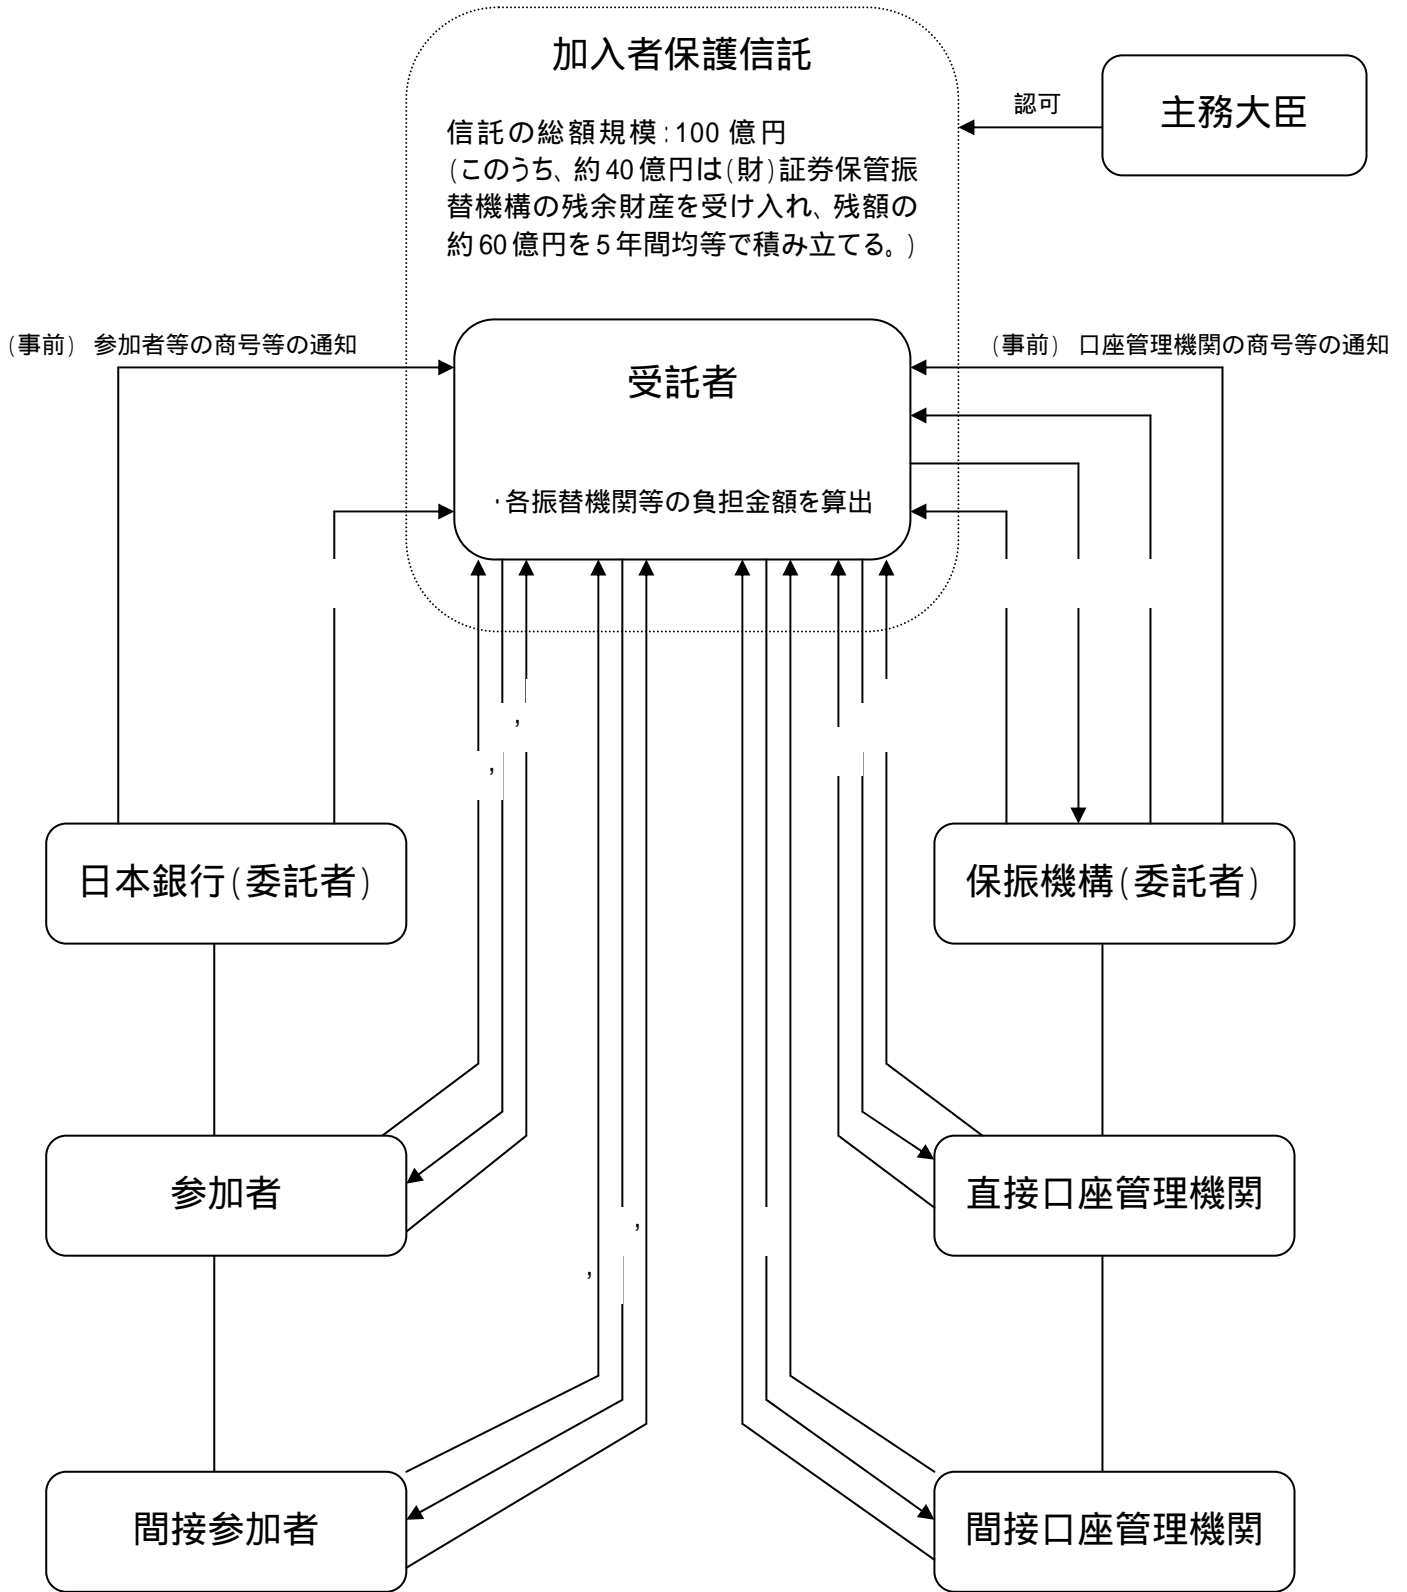 加入者保護信託
信託の総額規模：100億円
（このうち、約40億円は（財）証券保管振
替機構の残余財産を受け入れ、残額の
約60億円を5年間均等で積み立てる。）
認可
主務大臣
（事前） 参加者等の商号等の通知
（事前） 口座管理機関の商号等の通知
受託者
・各振替機関等の負担金額を算出
，
，
日本銀行（委託者）
保振機構（委託者）
参加者
直接口座管理機関
，
，
間接参加者
間接口座管理機関